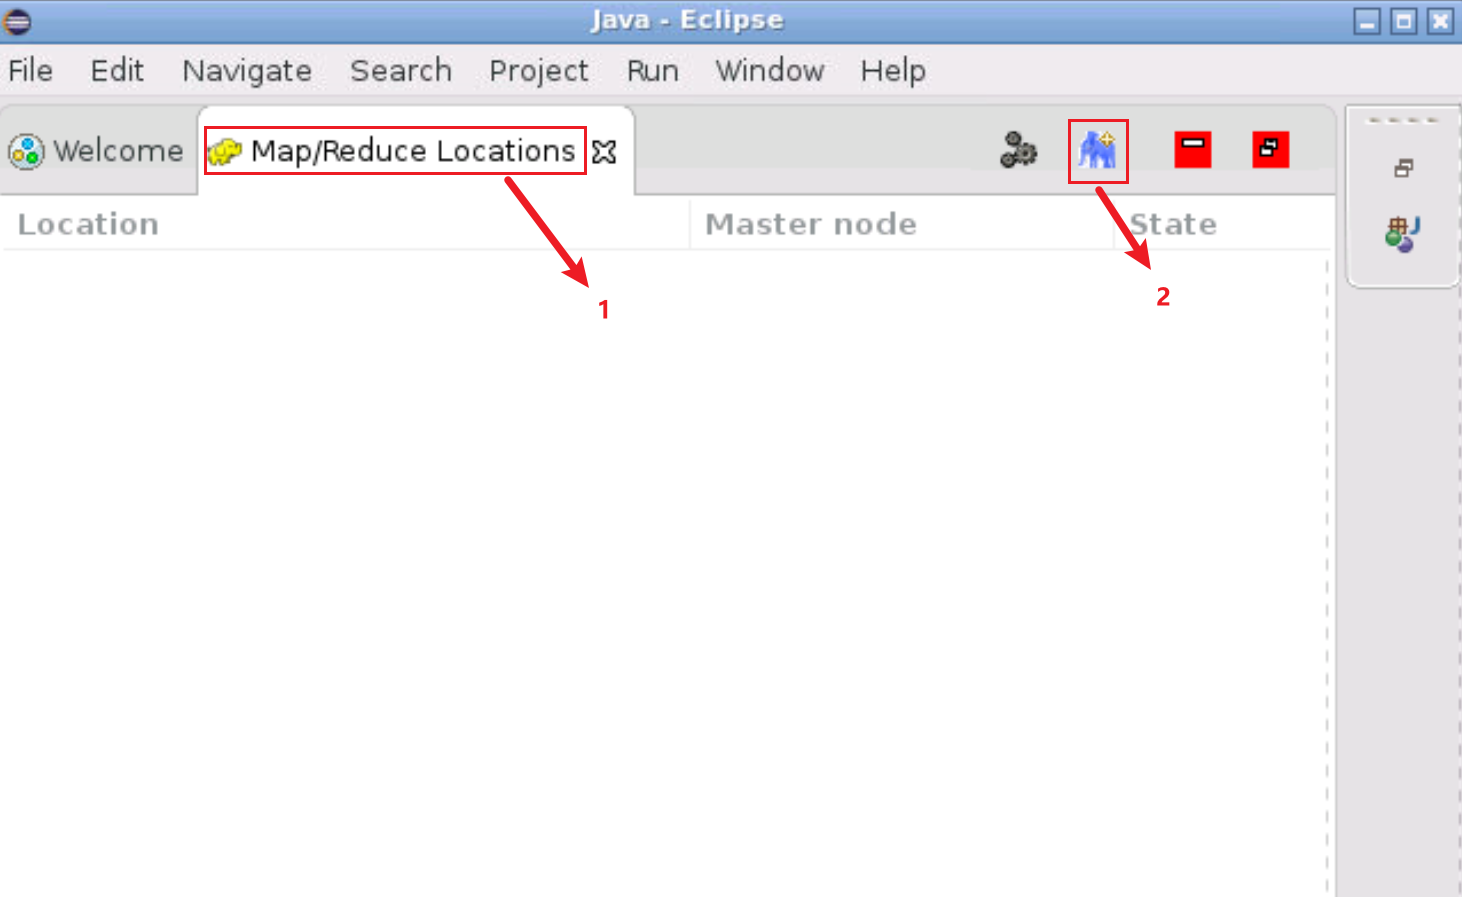 Java - Eclipse
File Edit Navigate Search Project Run Window Help
Welcome Map/Reduce Locations
Location Master node State
1
2